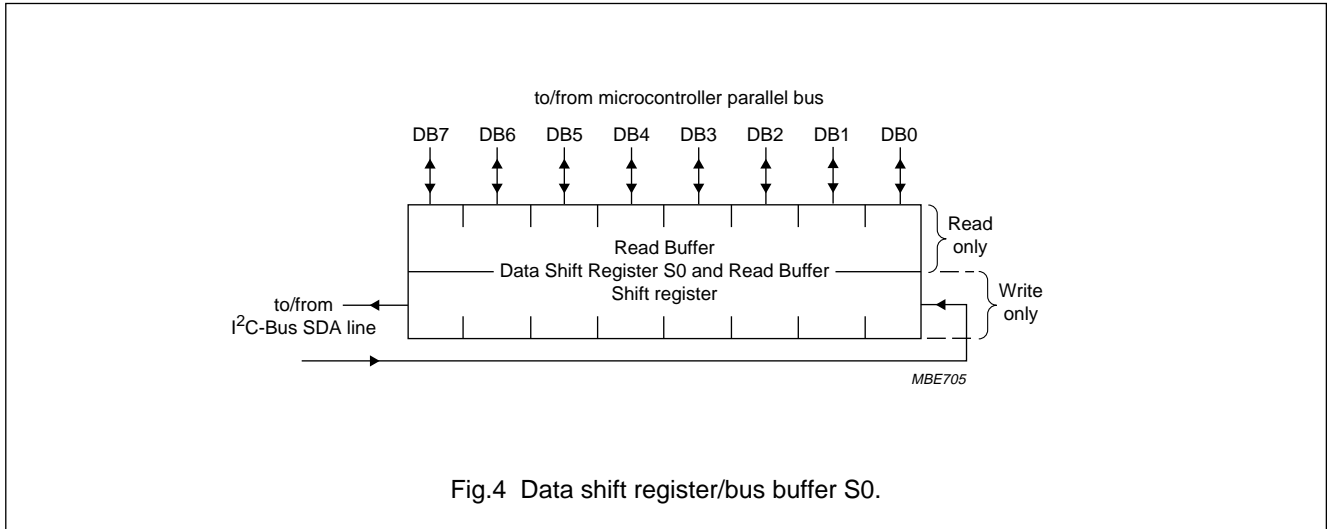 to/from microcontroller parallel bus
DB7 DB6 DB5 DB4 DB3 DB2 DB1 DB0
Read Buffer
Data Shift Register S0 and Read Buffer
Shift register
Read
only
Write
only
to/from
I²C-Bus SDA line
MBE705
Fig.4 Data shift register/bus buffer S0.